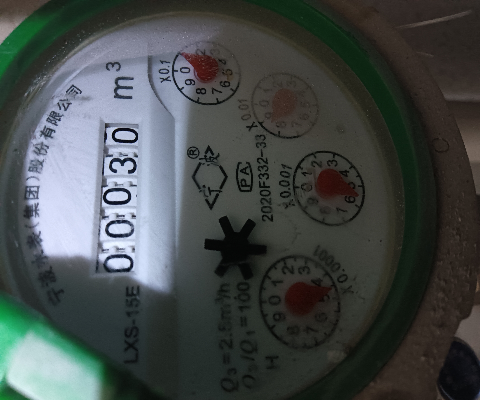 宁波水表(集团)股份有限公司
00030 m³
LXS-15E
®
PA
2020F332-33
Q3=2.5m³/h
Q3/Q1=100
H
X0.1
X0.01
X0.001
X0.0001